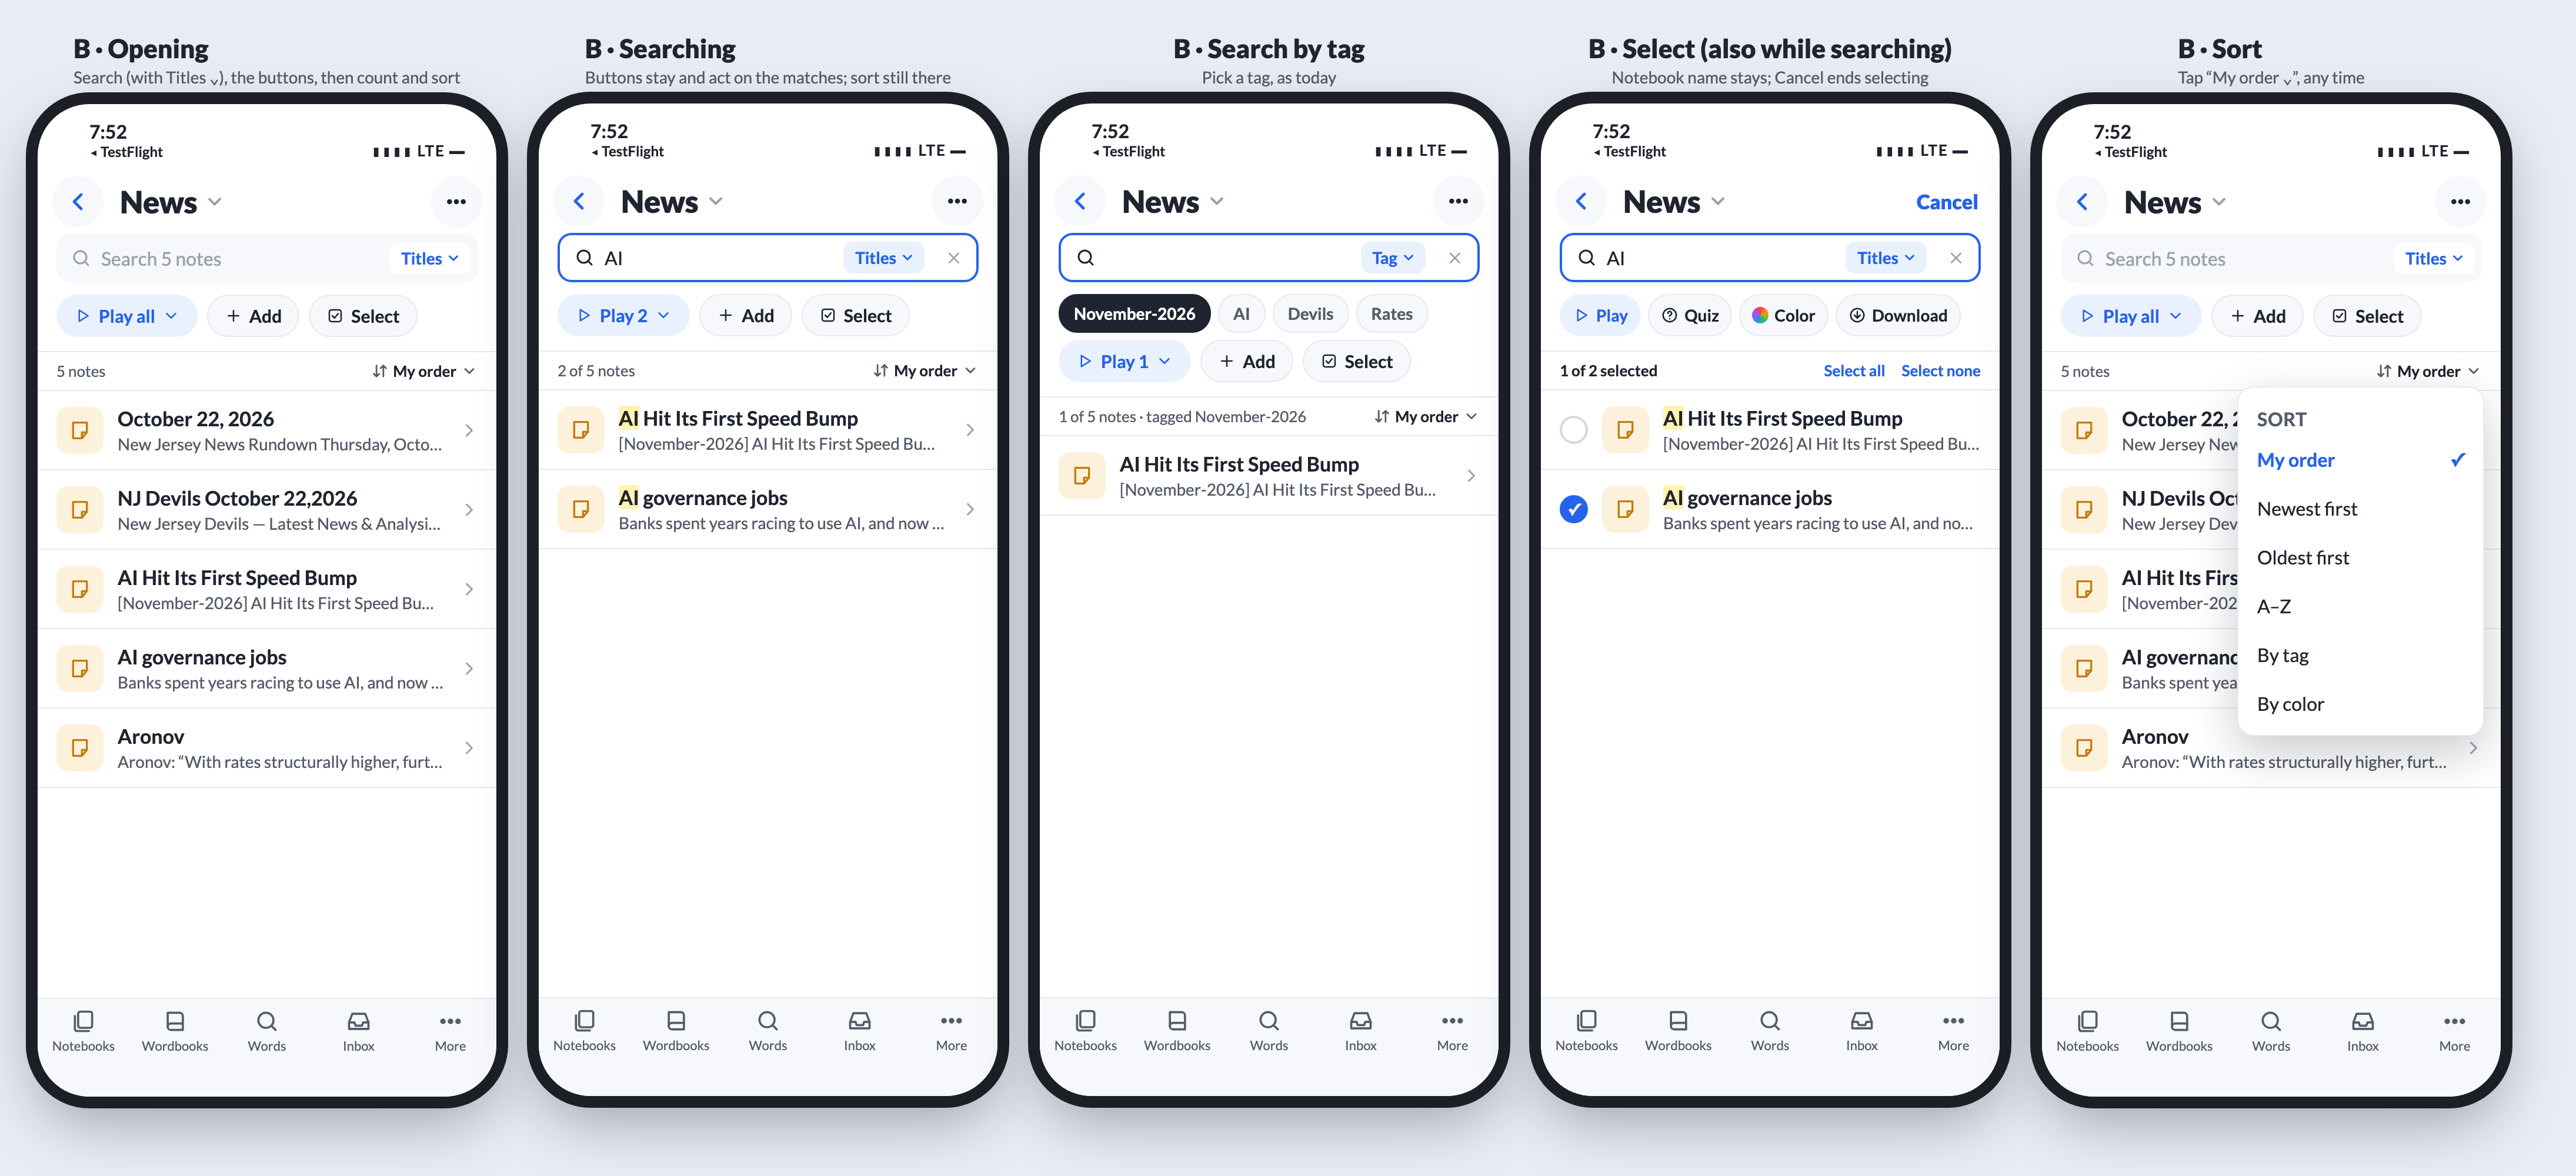 B · Opening
Search (with Titles ⌄), the buttons, then count and sort
7:52
◂ TestFlight
LTE
News
Search 5 notes
Titles
Play all
Add
Select
5 notes
My order
October 22, 2026
New Jersey News Rundown Thursday, Octo...
NJ Devils October 22,2026
New Jersey Devils — Latest News & Analysi...
AI Hit Its First Speed Bump
[November-2026] AI Hit Its First Speed Bu...
AI governance jobs
Banks spent years racing to use AI, and now ...
Aronov
Aronov: “With rates structurally higher, furt...
Notebooks
Wordbooks
Words
Inbox
More
B · Searching
Buttons stay and act on the matches; sort still there
7:52
◂ TestFlight
LTE
News
AI
Titles
Play 2
Add
Select
2 of 5 notes
My order
AI Hit Its First Speed Bump
[November-2026] AI Hit Its First Speed Bu...
AI governance jobs
Banks spent years racing to use AI, and now ...
Notebooks
Wordbooks
Words
Inbox
More
B · Search by tag
Pick a tag, as today
7:52
◂ TestFlight
LTE
News
Tag
November-2026
AI
Devils
Rates
Play 1
Add
Select
1 of 5 notes · tagged November-2026
My order
AI Hit Its First Speed Bump
[November-2026] AI Hit Its First Speed Bu...
Notebooks
Wordbooks
Words
Inbox
More
B · Select (also while searching)
Notebook name stays; Cancel ends selecting
7:52
◂ TestFlight
LTE
News
Cancel
AI
Titles
Play
Quiz
Color
Download
1 of 2 selected
Select all
Select none
AI Hit Its First Speed Bump
[November-2026] AI Hit Its First Speed Bu...
AI governance jobs
Banks spent years racing to use AI, and no...
Notebooks
Wordbooks
Words
Inbox
More
B · Sort
Tap “My order ⌄”, any time
7:52
◂ TestFlight
LTE
News
Search 5 notes
Titles
Play all
Add
Select
5 notes
My order
October 22, 2
New Jersey New
NJ Devils Oct
New Jersey Dev
AI Hit Its Firs
[November-202
AI governanc
Banks spent yea
Aronov
Aronov: “With rates structurally higher, furt...
SORT
My order
Newest first
Oldest first
A–Z
By tag
By color
Notebooks
Wordbooks
Words
Inbox
More